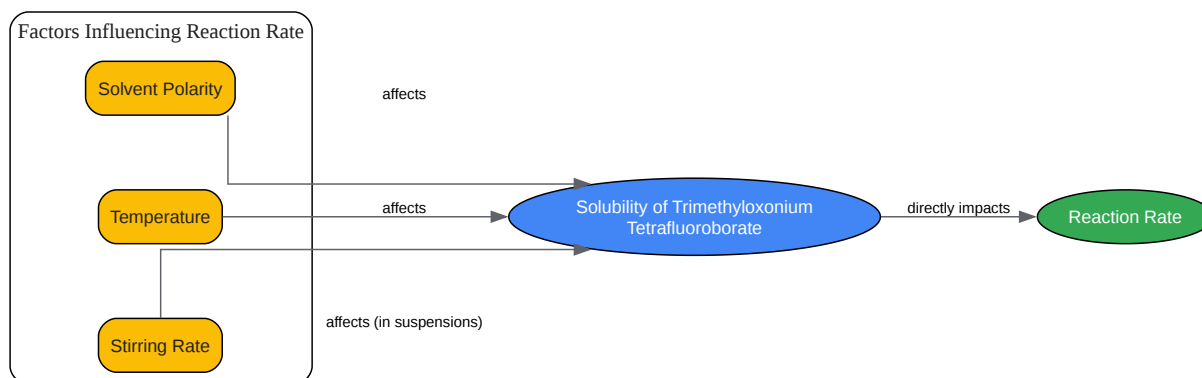 Factors Influencing Reaction Rate
Solvent Polarity
affects
Temperature
affects
Solubility of Trimethyloxonium
Tetrafluoroborate
directly impacts
Reaction Rate
affects (in suspensions)
Stirring Rate